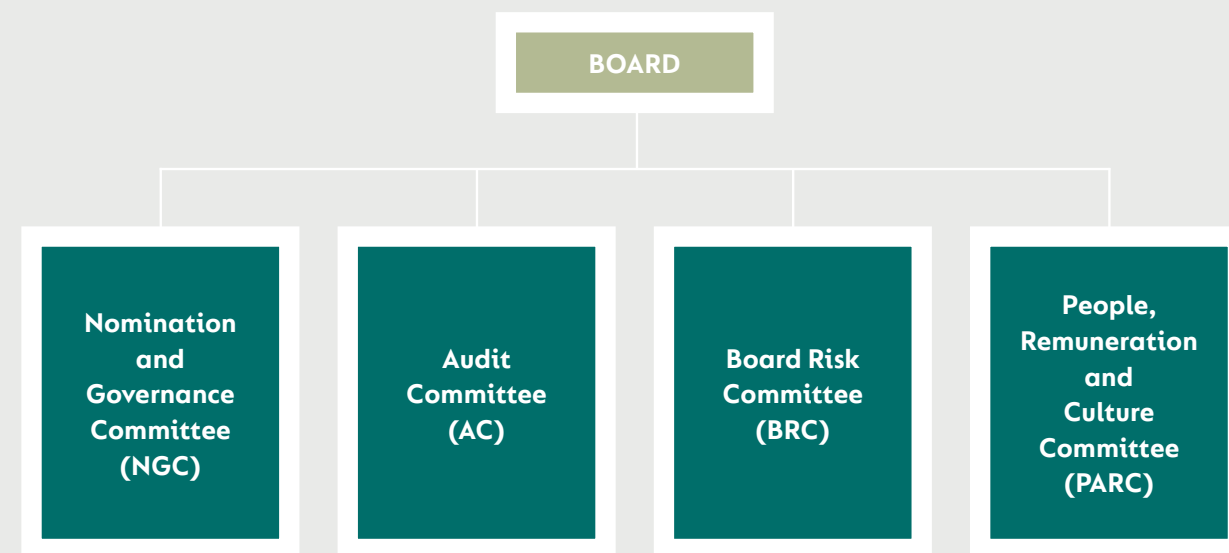 BOARD
Nomination
and
Governance
Committee
(NGC)
Audit
Committee
(AC)
Board Risk
Committee
(BRC)
People,
Remuneration
and
Culture
Committee
(PARC)